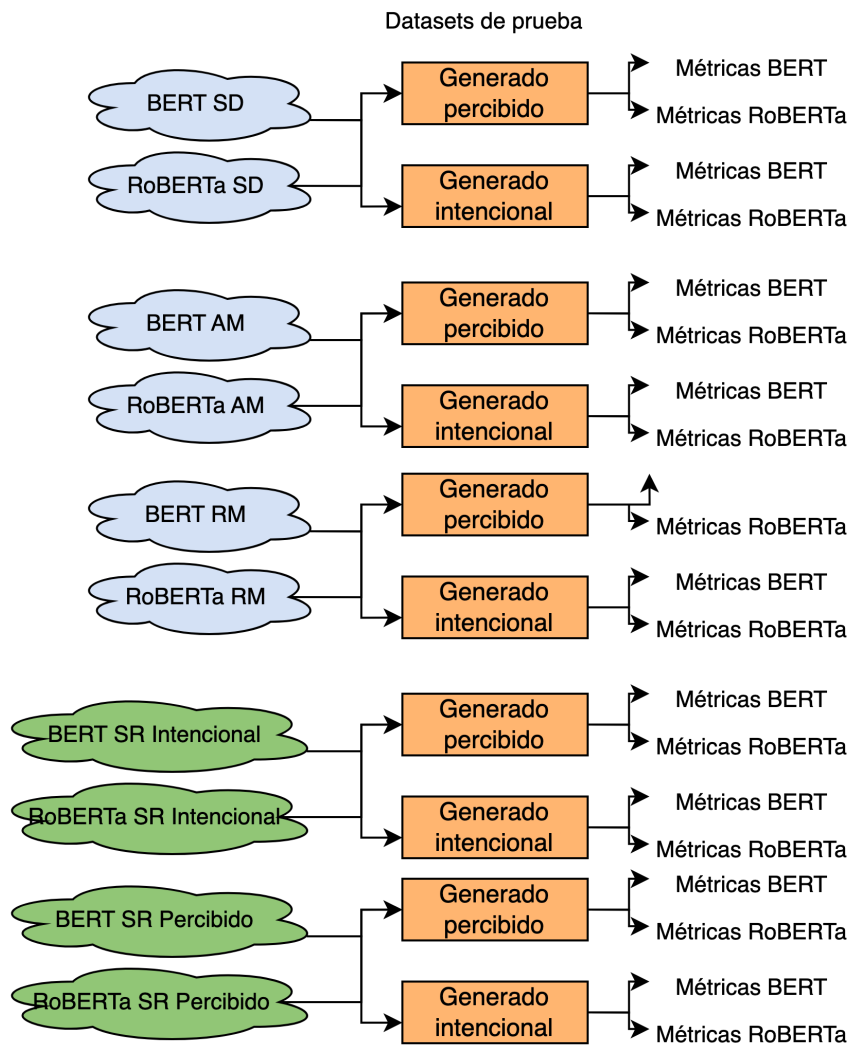 Datasets de prueba
BERT SD
RoBERTa SD
Generado
percibido
Métricas BERT
Métricas RoBERTa
Generado
intencional
Métricas BERT
Métricas RoBERTa
BERT AM
RoBERTa AM
Generado
percibido
Métricas BERT
Métricas RoBERTa
Generado
intencional
Métricas BERT
Métricas RoBERTa
BERT RM
RoBERTa RM
Generado
percibido
Métricas RoBERTa
Generado
intencional
Métricas BERT
Métricas RoBERTa
BERT SR Intencional
RoBERTa SR Intencional
Generado
percibido
Métricas BERT
Métricas RoBERTa
Generado
intencional
Métricas BERT
Métricas RoBERTa
BERT SR Percibido
RoBERTa SR Percibido
Generado
percibido
Métricas BERT
Métricas RoBERTa
Generado
intencional
Métricas BERT
Métricas RoBERTa